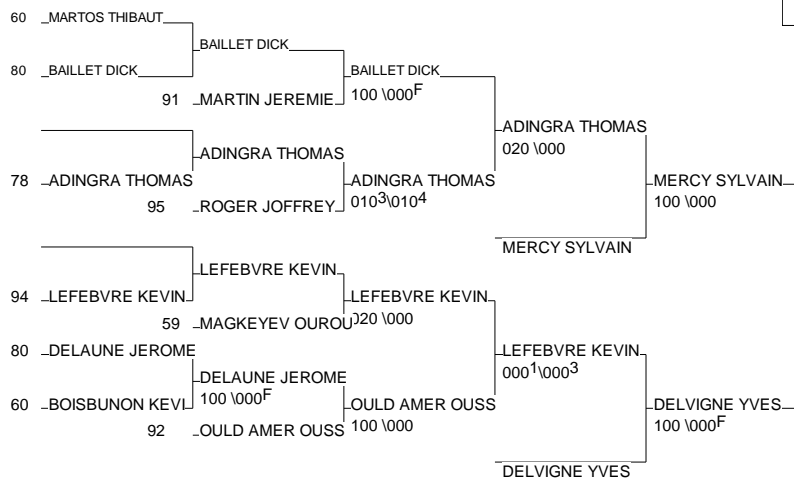 60 MARTOS THIBAUT
BAILLET DICK
80 BAILLET DICK
BAILLET DICK
100 \000F
91 MARTIN JEREMIE
ADINGRA THOMAS
020 \000
ADINGRA THOMAS
78 ADINGRA THOMAS
ADINGRA THOMAS
010³\010⁴
95 ROGER JOFFREY
MERCY SYLVAIN
100 \000
MERCY SYLVAIN
LEFEBVRE KEVIN
94 LEFEBVRE KEVIN
LEFEBVRE KEVIN
020 \000
59 MAGKEYEV OUROU
80 DELAUNE JEROME
LEFEBVRE KEVIN
000¹\000³
DELAUNE JEROME
100 \000F
60 BOISBUNON KEVI
OULD AMER OUSS
100 \000
92 OULD AMER OUSS
DELVIGNE YVES
100 \000F
DELVIGNE YVES